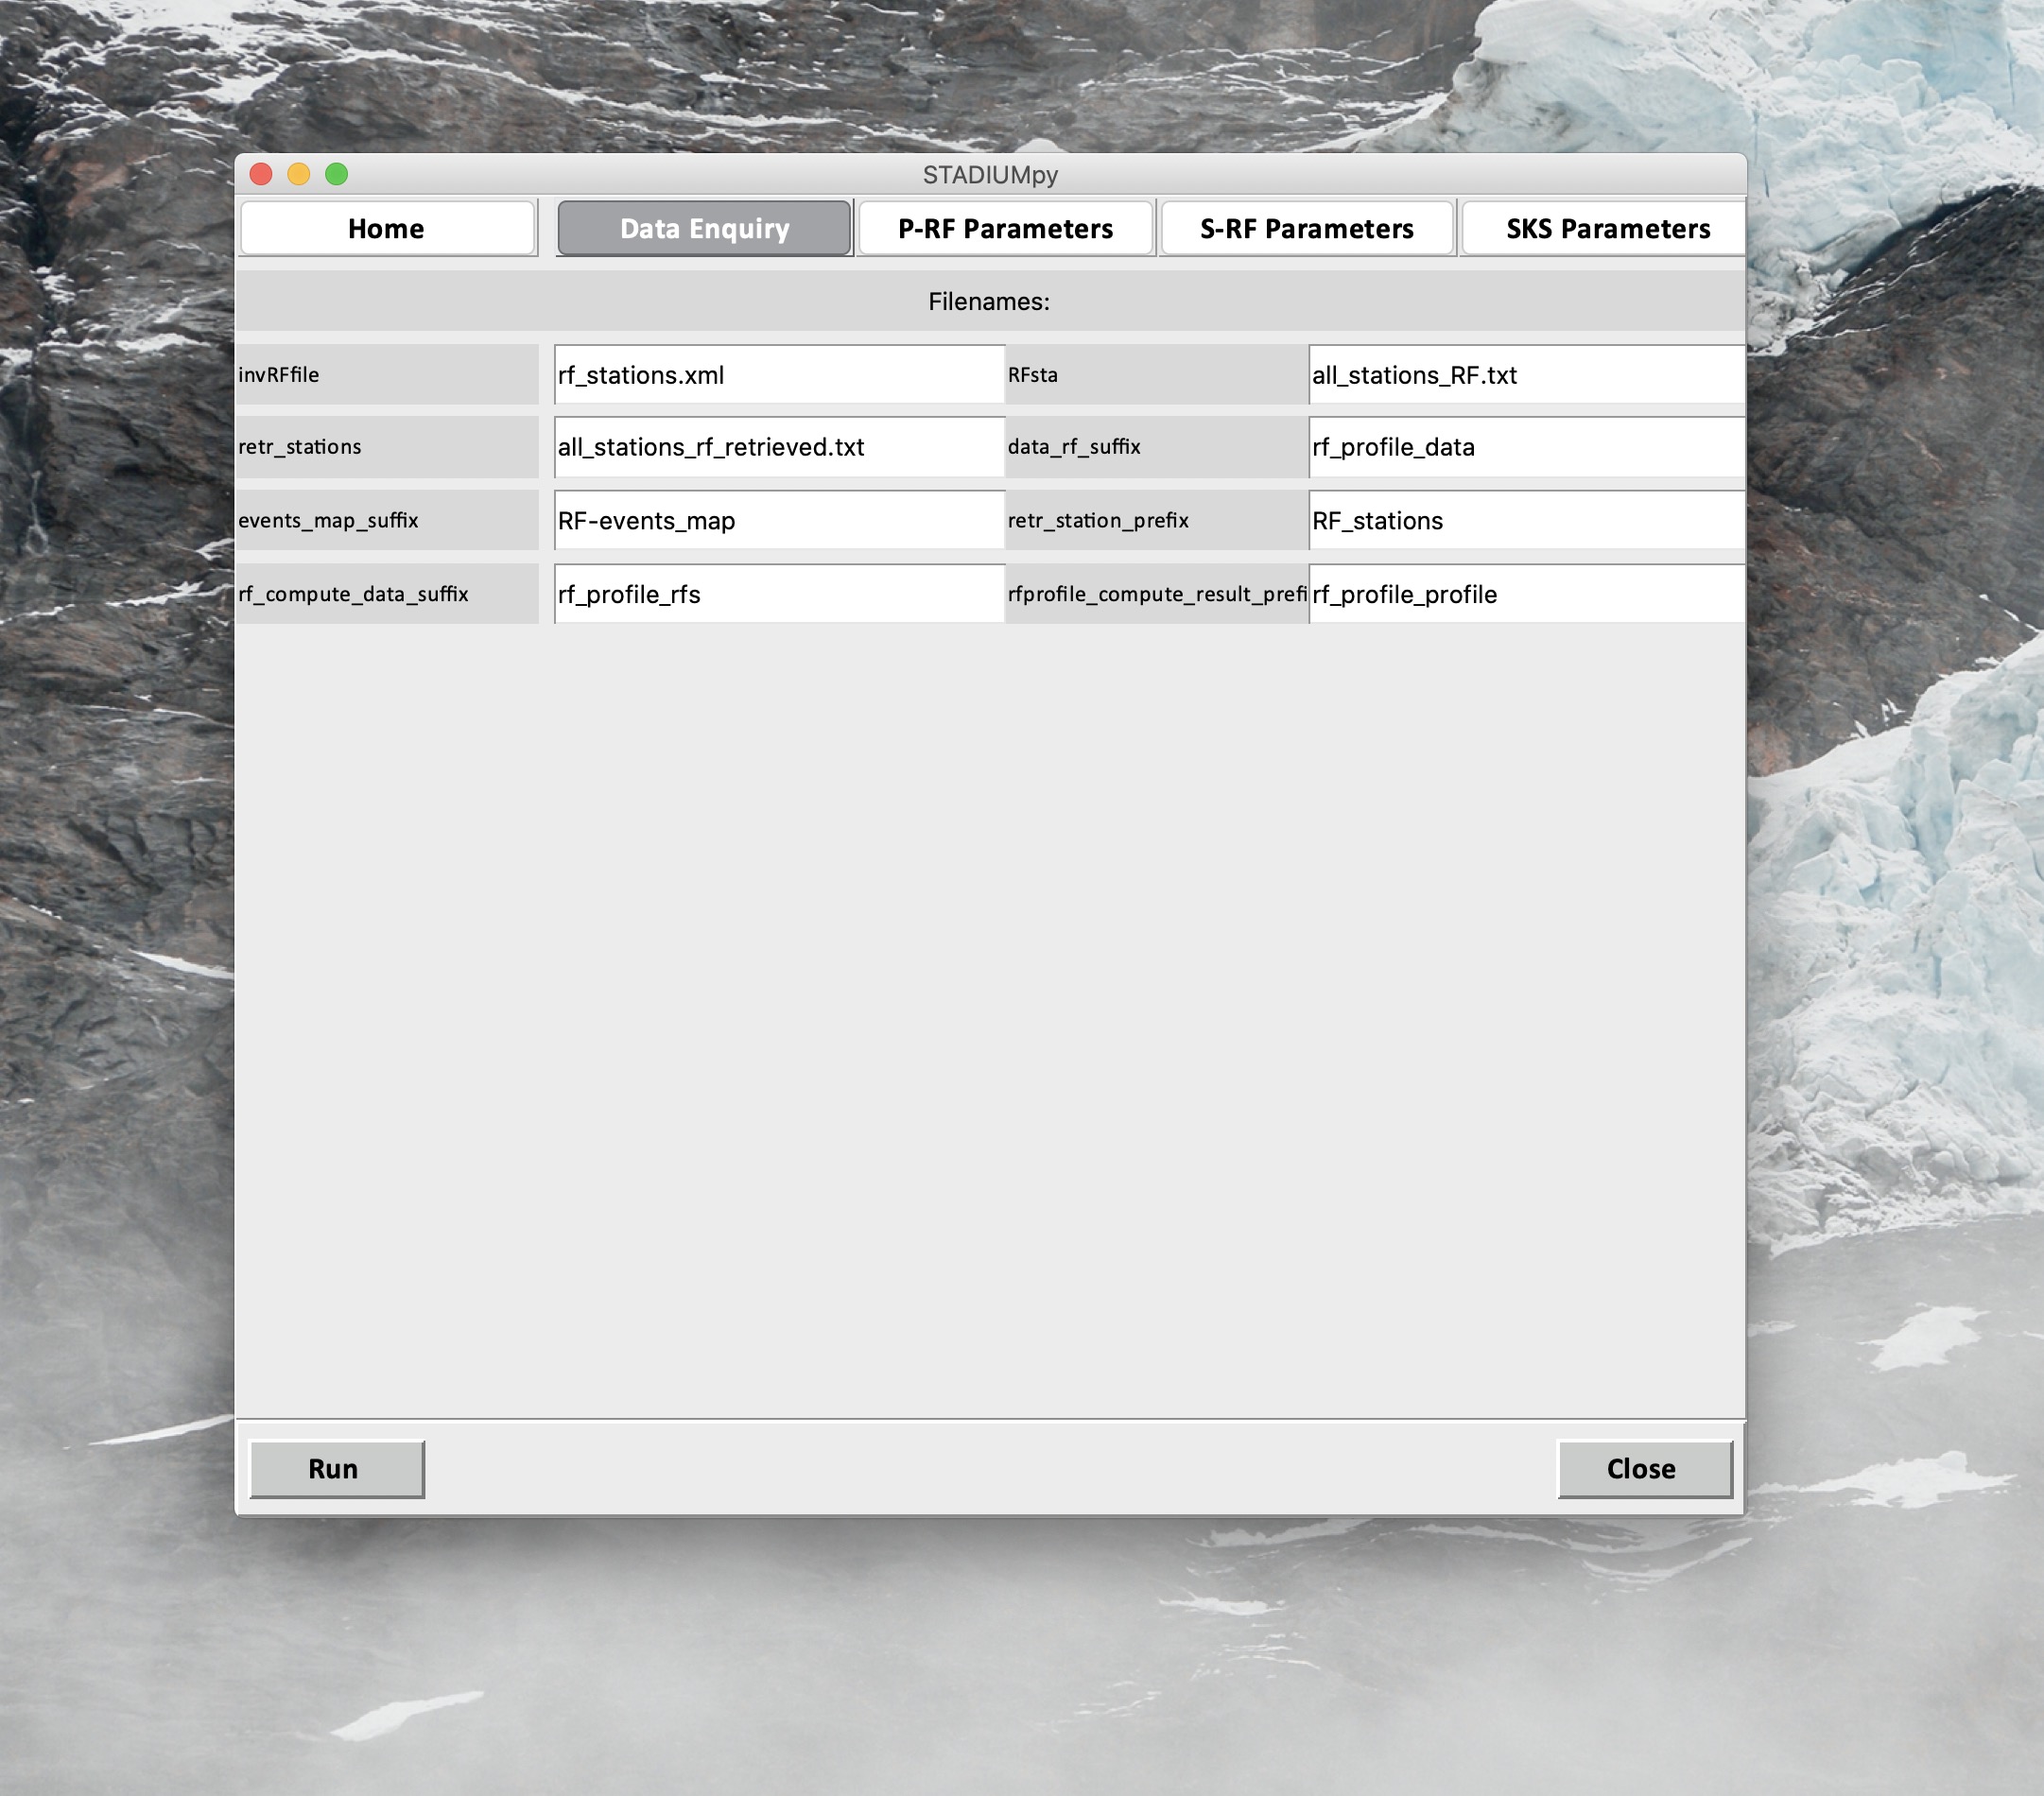 STADIUMpy
Home Data Enquiry P-RF Parameters S-RF Parameters SKS Parameters
Filenames:
invRFfile rf_stations.xml RFsta all_stations_RF.txt
retr_stations all_stations_rf_retrieved.txt data_rf_suffix rf_profile_data
events_map_suffix RF-events_map retr_station_prefix RF_stations
rf_compute_data_suffix rf_profile_rfs rfprofile_compute_result_prefi rf_profile_profile
Run Close